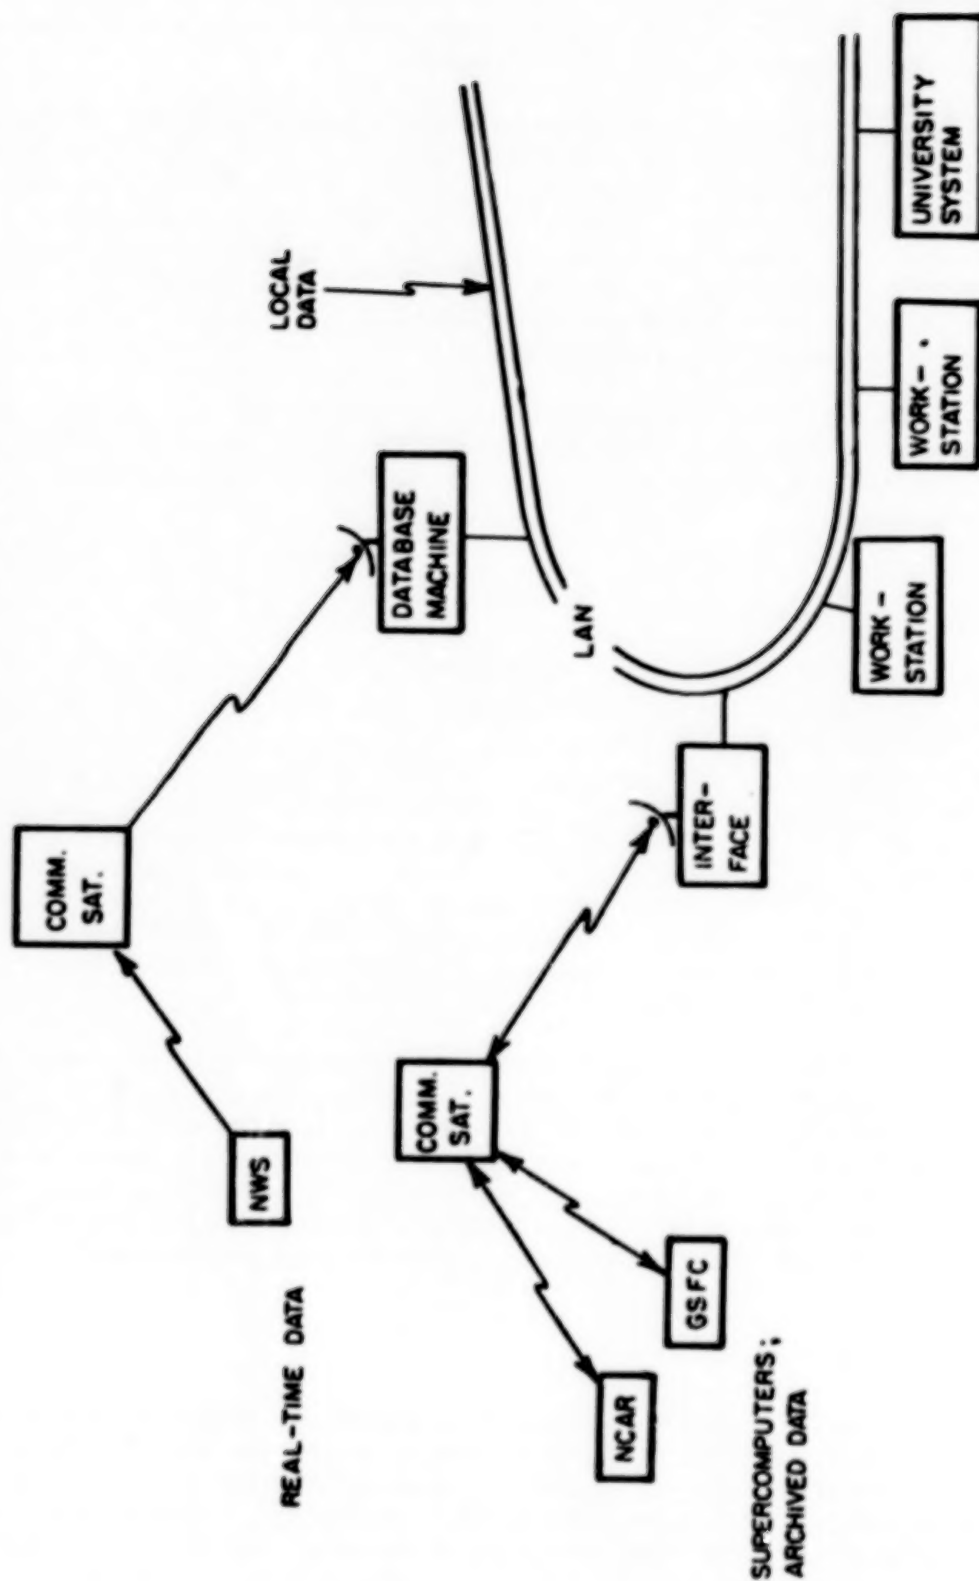 COMM.
SAT.
NWS
REAL-TIME DATA
LOCAL
DATA
DATABASE
MACHINE
COMM.
SAT.
LAN
NCAR
GSFC
INTER-
FACE
SUPERCOMPUTERS;
ARCHIVED DATA
WORK-
STATION
WORK-
STATION
UNIVERSITY
SYSTEM